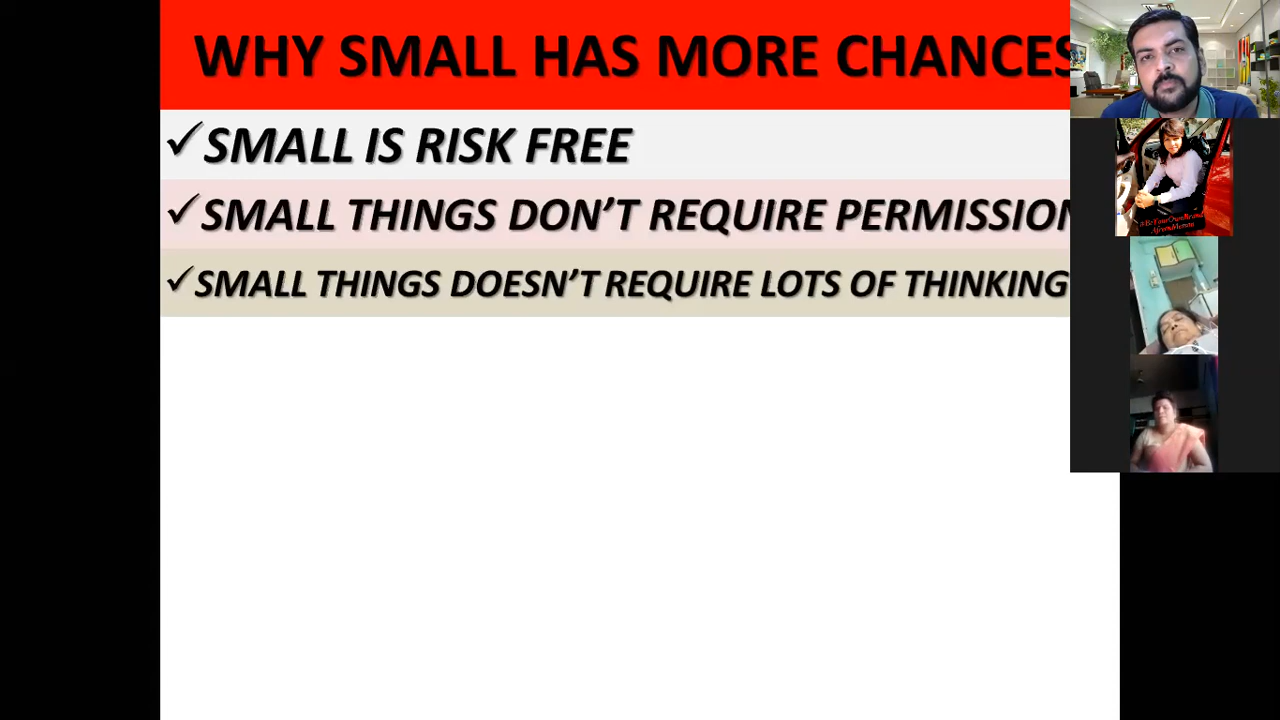 WHY SMALL HAS MORE CHANCES
✓SMALL IS RISK FREE
✓SMALL THINGS DON'T REQUIRE PERMISSION
✓SMALL THINGS DOESN'T REQUIRE LOTS OF THINKING
#BeYourOwnBrand